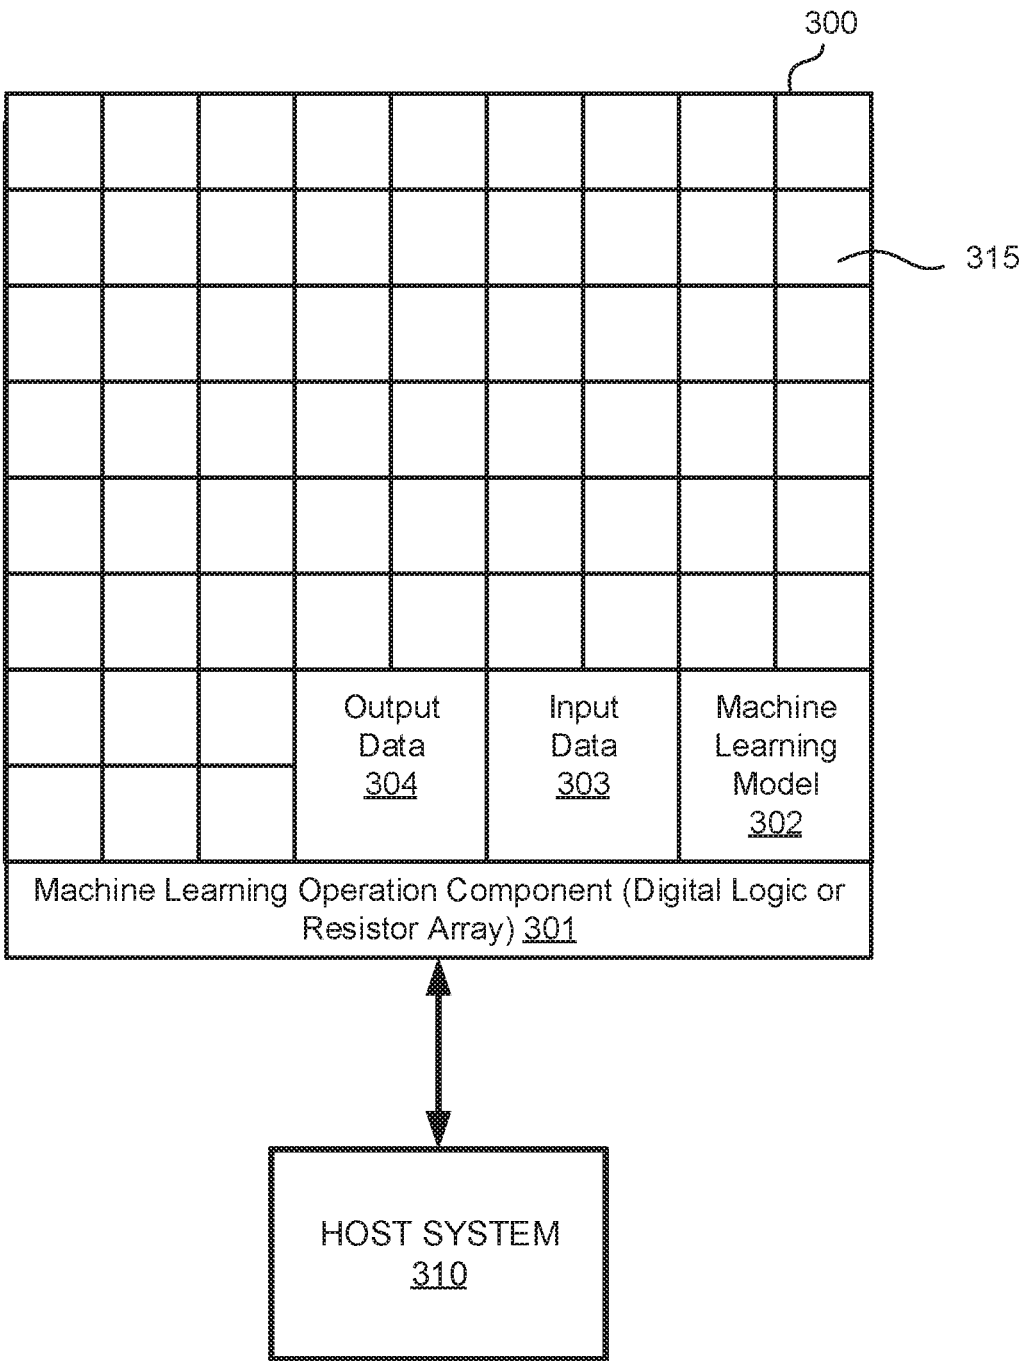 300
315
Output
Data
304
Input
Data
303
Machine
Learning
Model
302
Machine Learning Operation Component (Digital Logic or
Resistor Array) 301
HOST SYSTEM
310